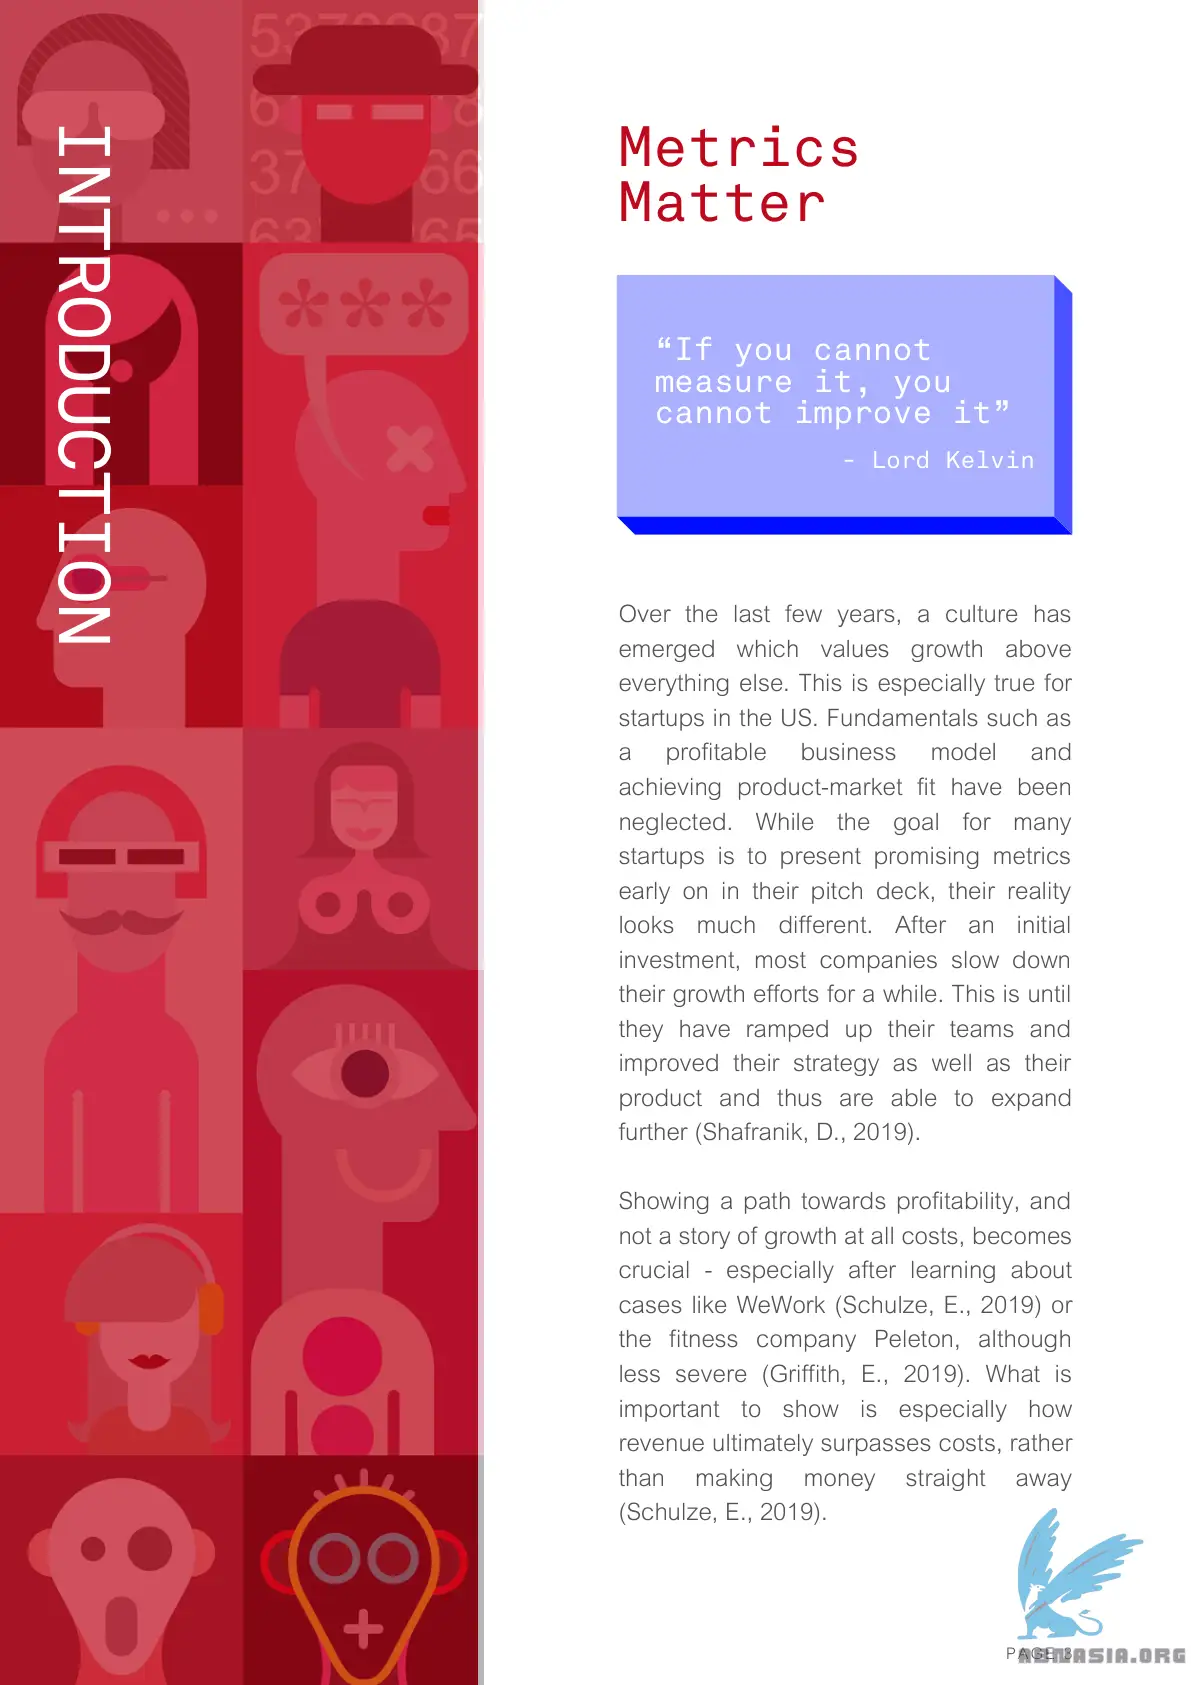 INTRODUCTION
Metrics
Matter
“If you cannot
measure it, you
cannot improve it”
- Lord Kelvin
Over the last few years, a culture has
emerged which values growth above
everything else. This is especially true for
startups in the US. Fundamentals such as
a profitable business model and
achieving product-market fit have been
neglected. While the goal for many
startups is to present promising metrics
early on in their pitch deck, their reality
looks much different. After an initial
investment, most companies slow down
their growth efforts for a while. This is until
they have ramped up their teams and
improved their strategy as well as their
product and thus are able to expand
further (Shafranik, D., 2019).
Showing a path towards profitability, and
not a story of growth at all costs, becomes
crucial - especially after learning about
cases like WeWork (Schulze, E., 2019) or
the fitness company Peleton, although
less severe (Griffith, E., 2019). What is
important to show is especially how
revenue ultimately surpasses costs, rather
than making money straight away
(Schulze, E., 2019).
PAGE 3